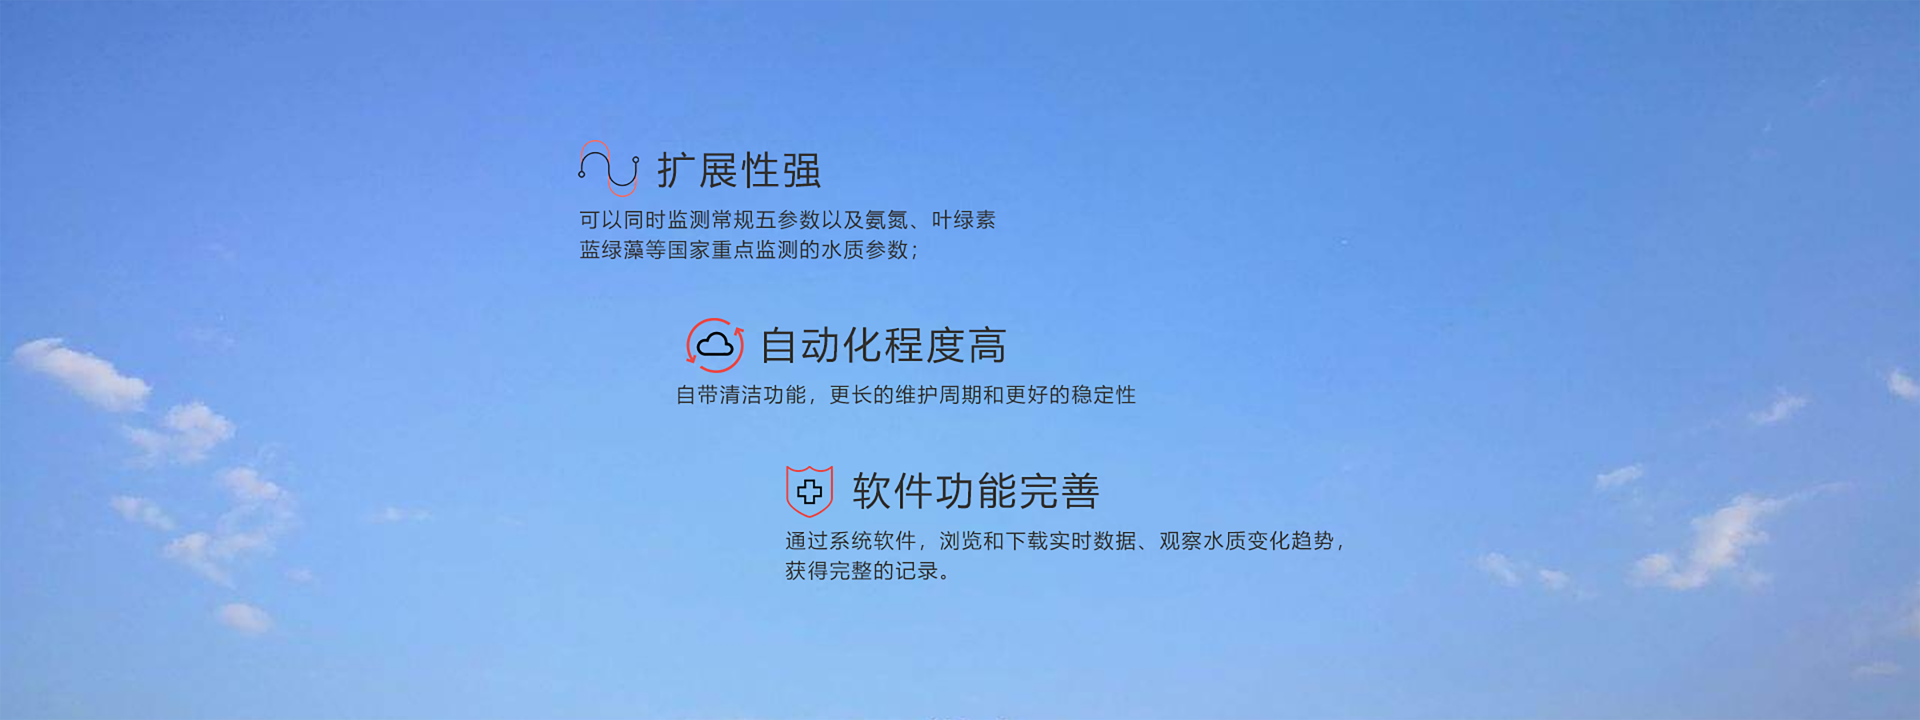 扩展性强
可以同时监测常规五参数以及氨氮、叶绿素
蓝绿藻等国家重点监测的水质参数；
自动化程度高
自带清洁功能，更长的维护周期和更好的稳定性
软件功能完善
通过系统软件，浏览和下载实时数据、观察水质变化趋势，
获得完整的记录。